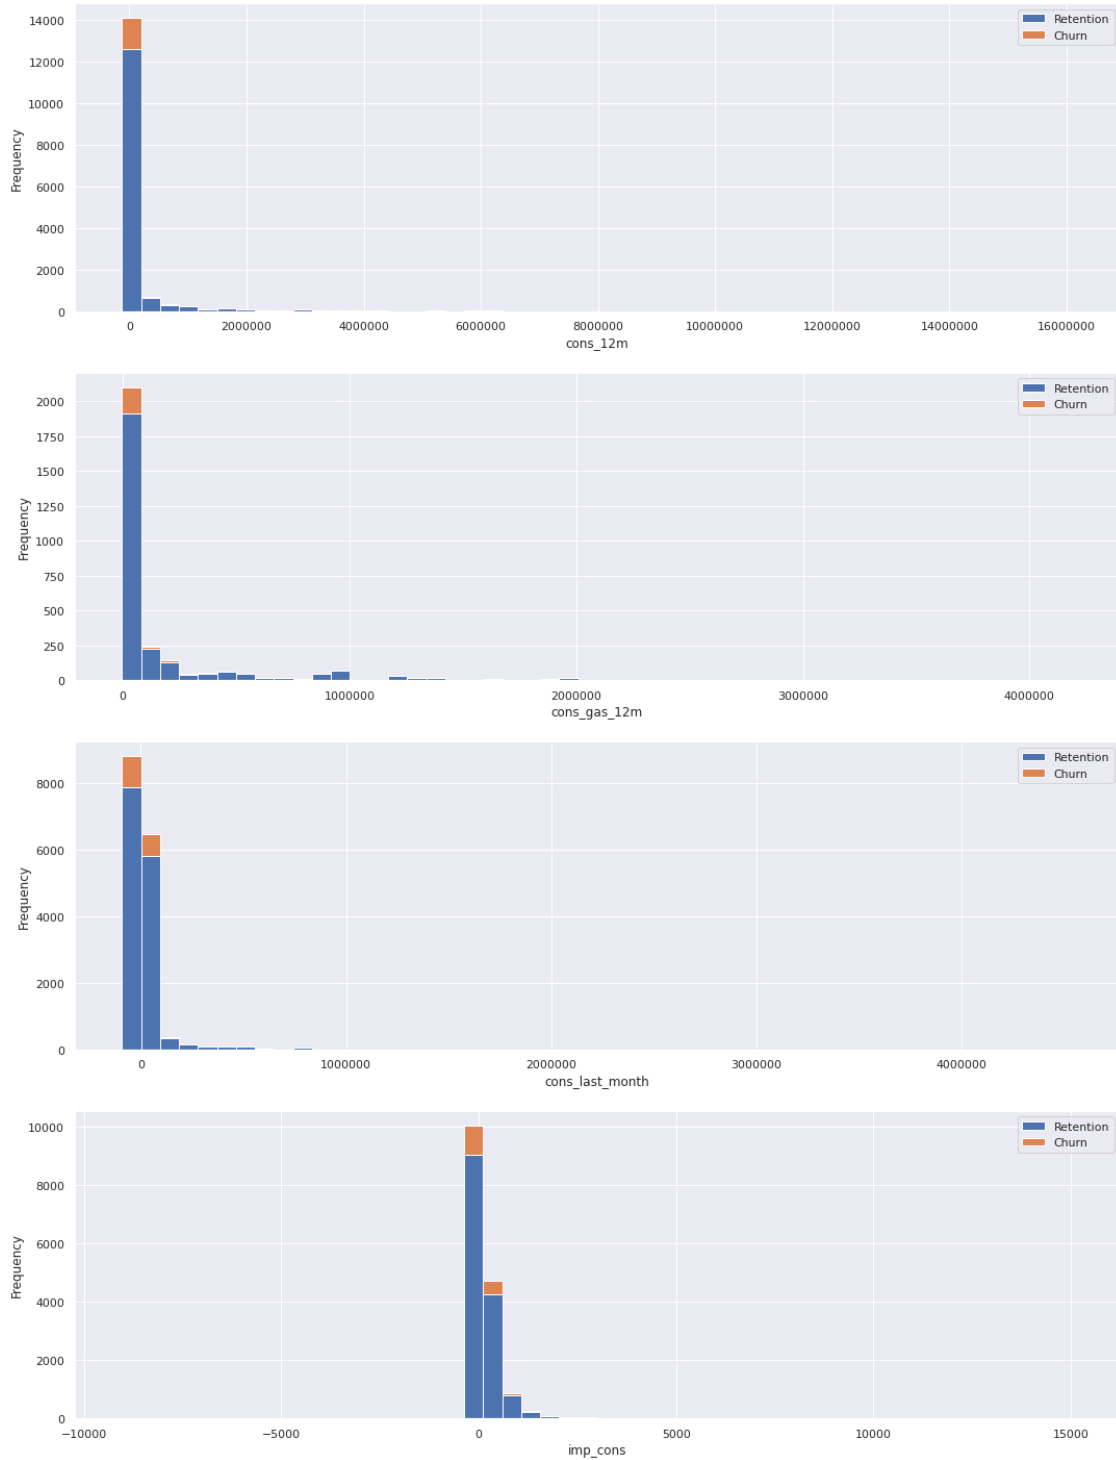 14000
12000
10000
8000
6000
4000
2000
0
Frequency
Retention
Churn
0 2000000 4000000 6000000 8000000 10000000 12000000 14000000 16000000
cons_12m
2000
1750
1500
1250
1000
750
500
250
0
Frequency
Retention
Churn
0 1000000 2000000 3000000 4000000
cons_gas_12m
8000
6000
4000
2000
0
Frequency
Retention
Churn
0 1000000 2000000 3000000 4000000
cons_last_month
10000
8000
6000
4000
2000
0
Frequency
Retention
Churn
−10000 −5000 0 5000 10000 15000
imp_cons